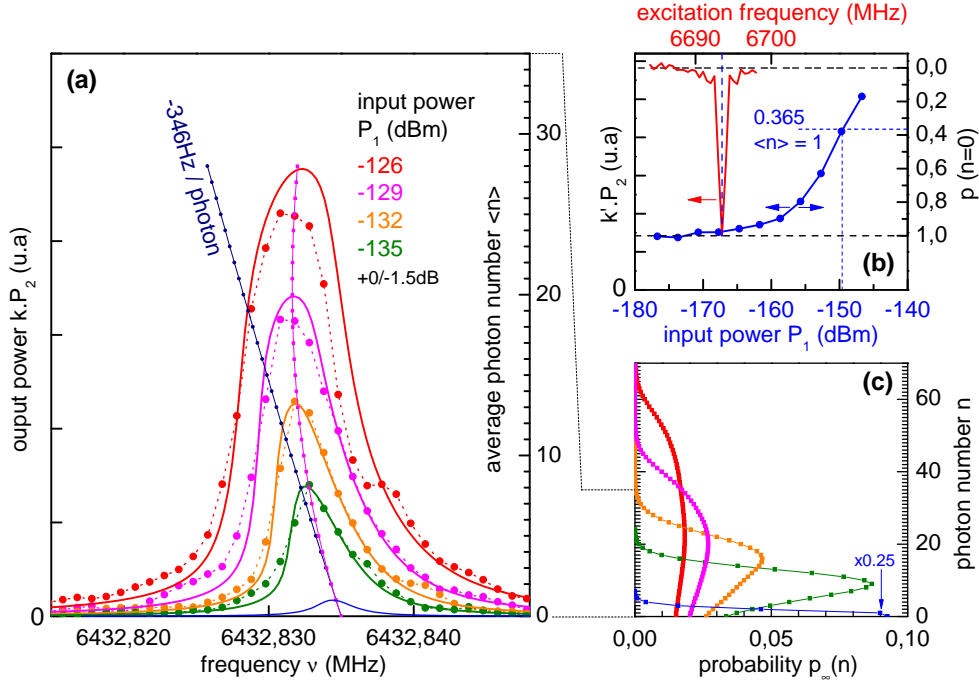 (a)
-346Hz / photon
input power
P1 (dBm)
-126
-129
-132
-135
+0/-1.5dB
ouput power k.P2 (u.a)
0
6432,820
6432,830
6432,840
frequency ν (MHz)
average photon number <n>
30
20
10
0
excitation frequency (MHz)
6690
6700
k'.P2 (u.a)
0
0.365
<n> = 1
(b)
0,0
0,2
0,4
0,6
0,8
1,0
p (n=0)
-180
-170
-160
-150
-140
input power P1 (dBm)
(c)
x0.25
60
40
20
0
photon number n
0,00
0,05
0,10
probability p∞(n)